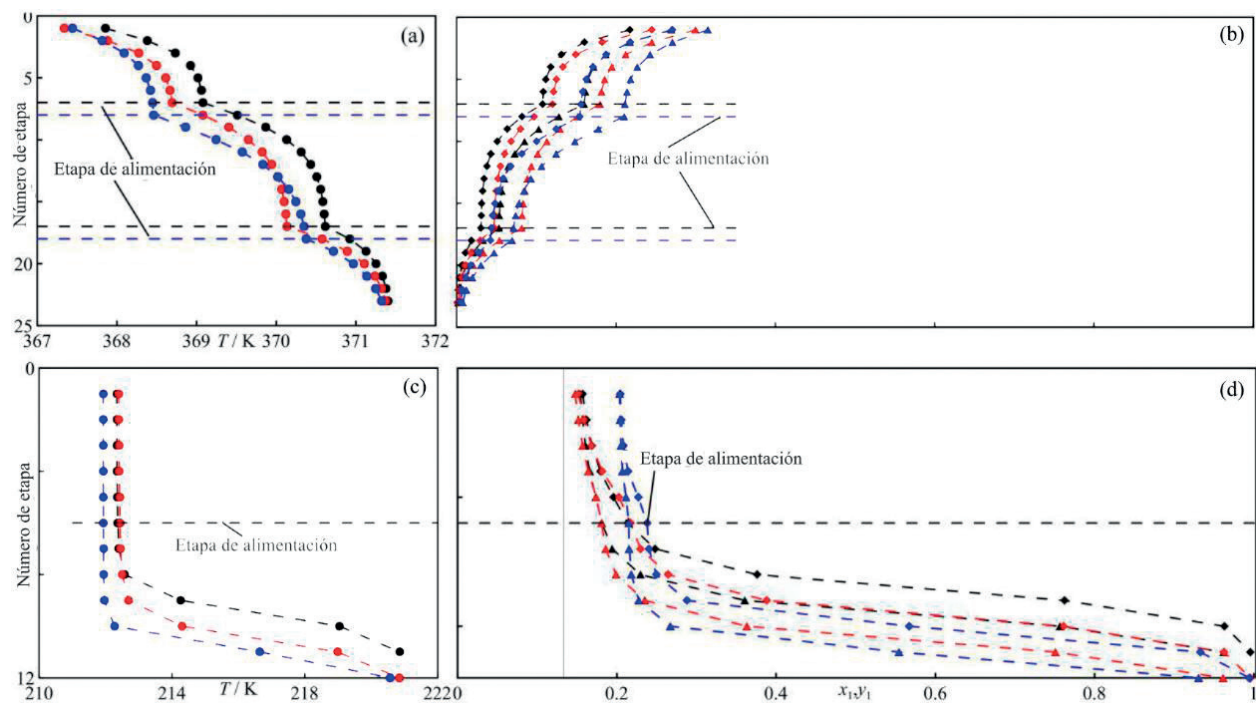 0
(a)
(b)
5
Número de etapa
Etapa de alimentación
Etapa de alimentación
20
25
367 368 369 T / K 370 371 372
0
(c)
(d)
Etapa de alimentación
Número de etapa
Etapa de alimentación
12
210 214 T / K 218 2220 0.2 0.4 x₁,y₁ 0.6 0.8 1